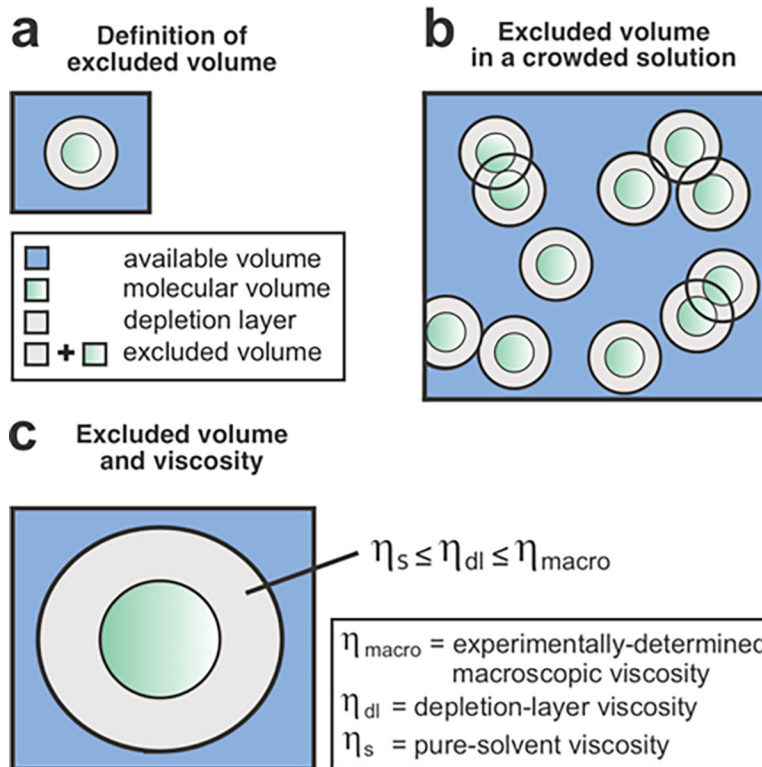 a
Definition of
excluded volume
available volume
molecular volume
depletion layer
+ excluded volume
b
Excluded volume
in a crowded solution
c
Excluded volume
and viscosity
ηs ≤ ηdl ≤ ηmacro
ηmacro = experimentally-determined
macroscopic viscosity
ηdl = depletion-layer viscosity
ηs = pure-solvent viscosity